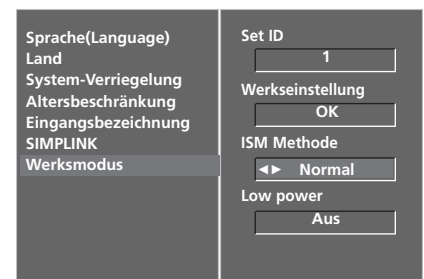 Sprache(Language)
Land
System-Verriegelung
Altersbeschränkung
Eingangsbezeichnung
SIMPLINK
Werksmodus
Set ID
1
Werkseinstellung
OK
ISM Methode
◄► Normal
Low power
Aus